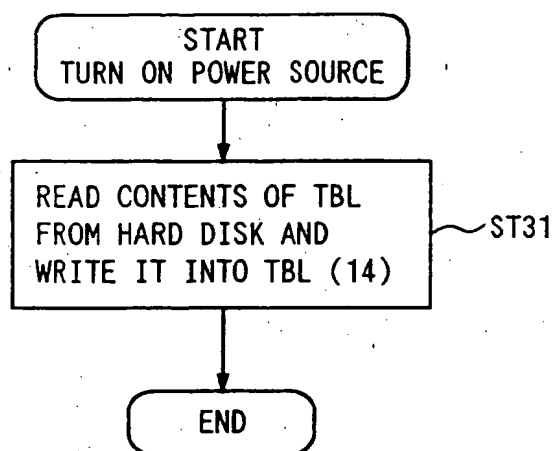 START
TURN ON POWER SOURCE
READ CONTENTS OF TBL
FROM HARD DISK AND
WRITE IT INTO TBL (14)
ST31
END